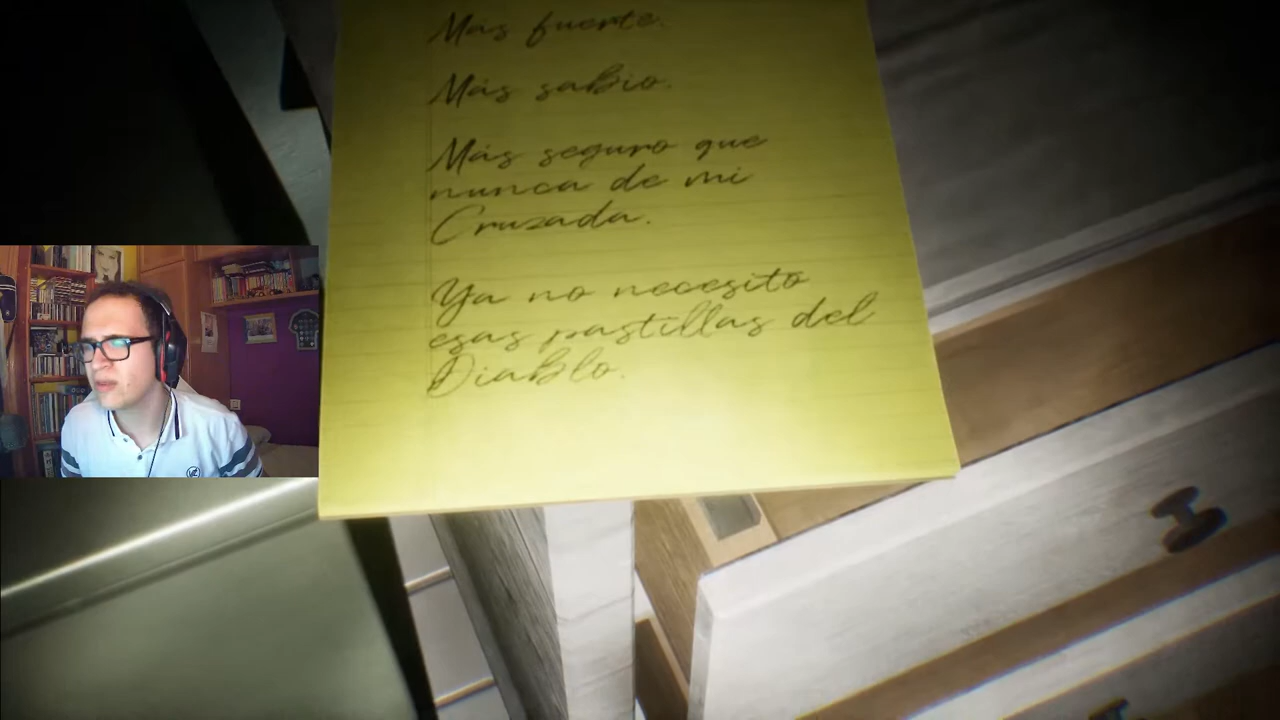 Más fuerte.
Más sabio.
Más seguro que
nunca de mi
Cruzada.
Ya no necesito
esas pastillas del
Diablo.